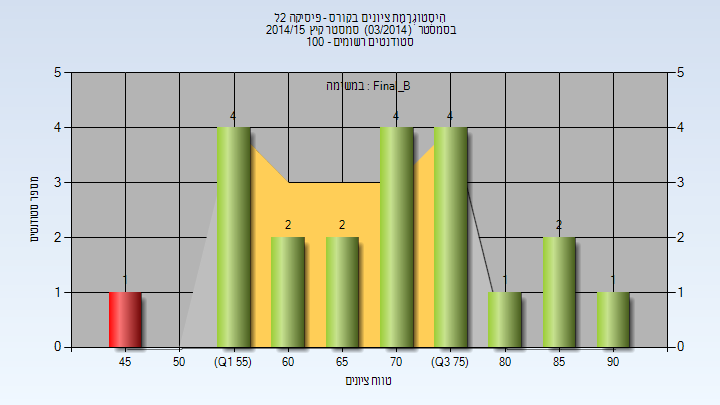 היסטוגרמת ציונים בקורס - פיסיקה 2ל
בסמסטר (03/2014) סמסטר קיץ 2014/15
סטודנטים רשומים - 100
במשימה : Final_B
5 5
4 4
3 3
2 2
1 1
0 0
1 4 2 2 4 4 1 2 1
45 50 (Q1 55) 60 65 70 (Q3 75) 80 85 90
מספר סטודנטים
טווח ציונים